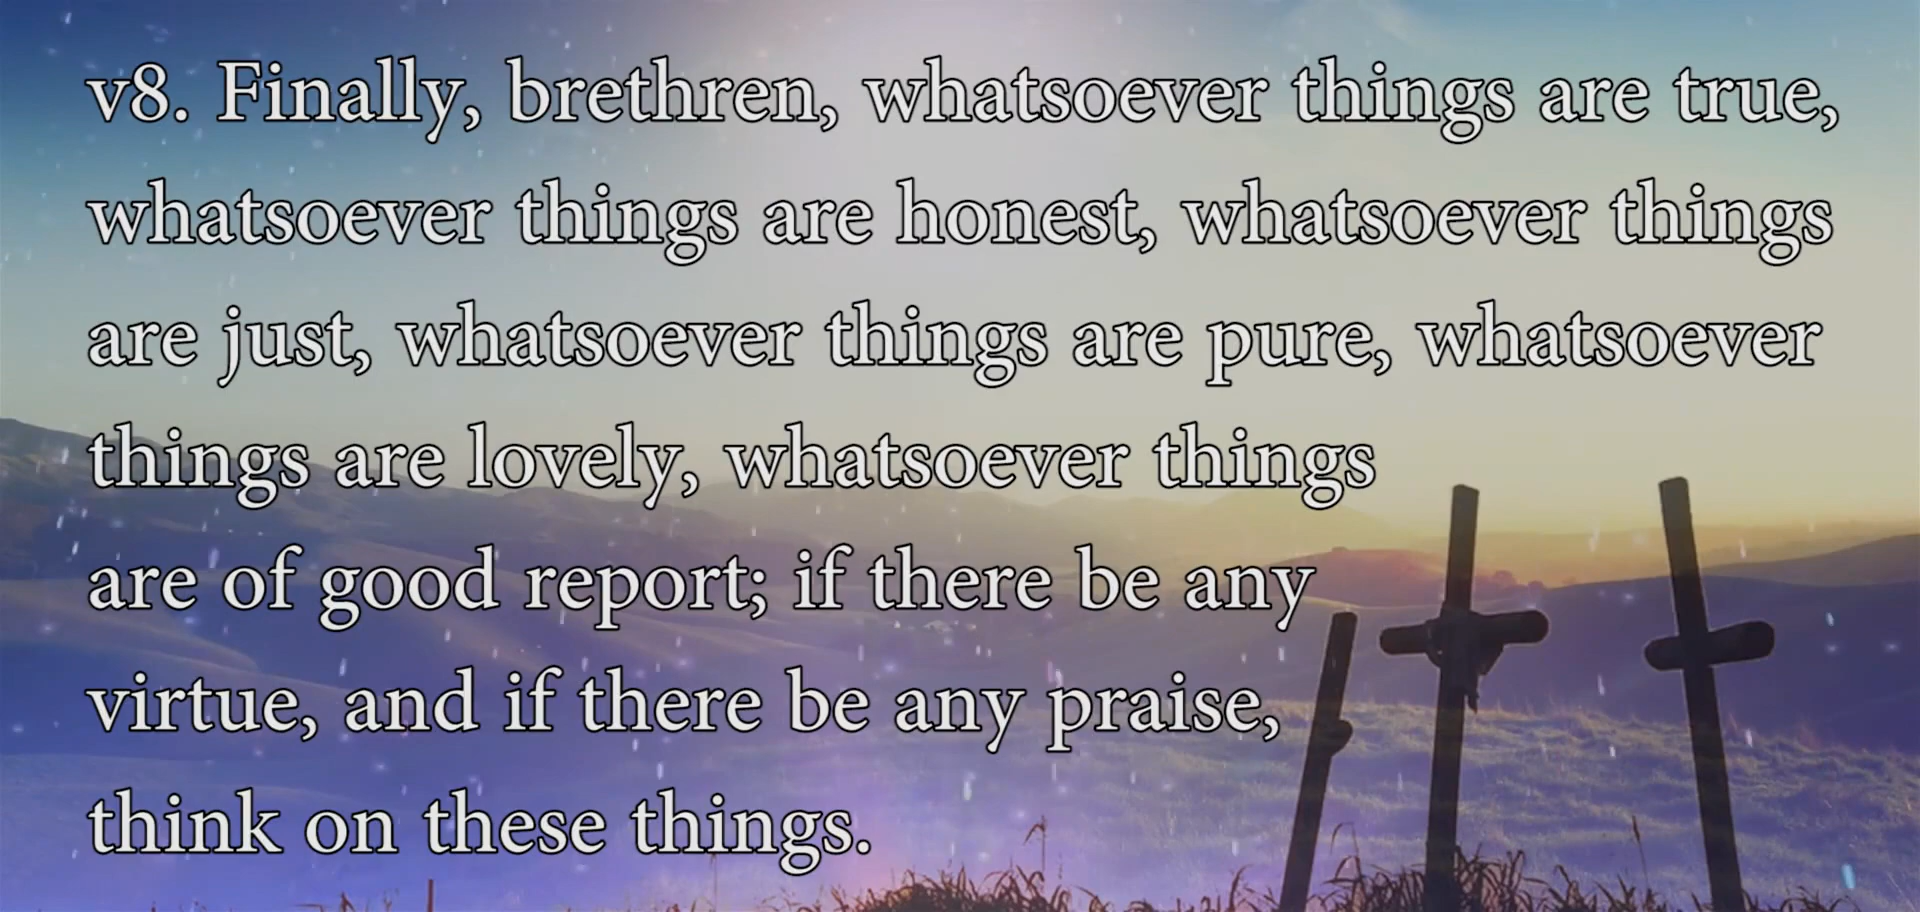 v8. Finally, brethren, whatsoever things are true,
whatsoever things are honest, whatsoever things
are just, whatsoever things are pure, whatsoever
things are lovely, whatsoever things
are of good report; if there be any
virtue, and if there be any praise,
think on these things.